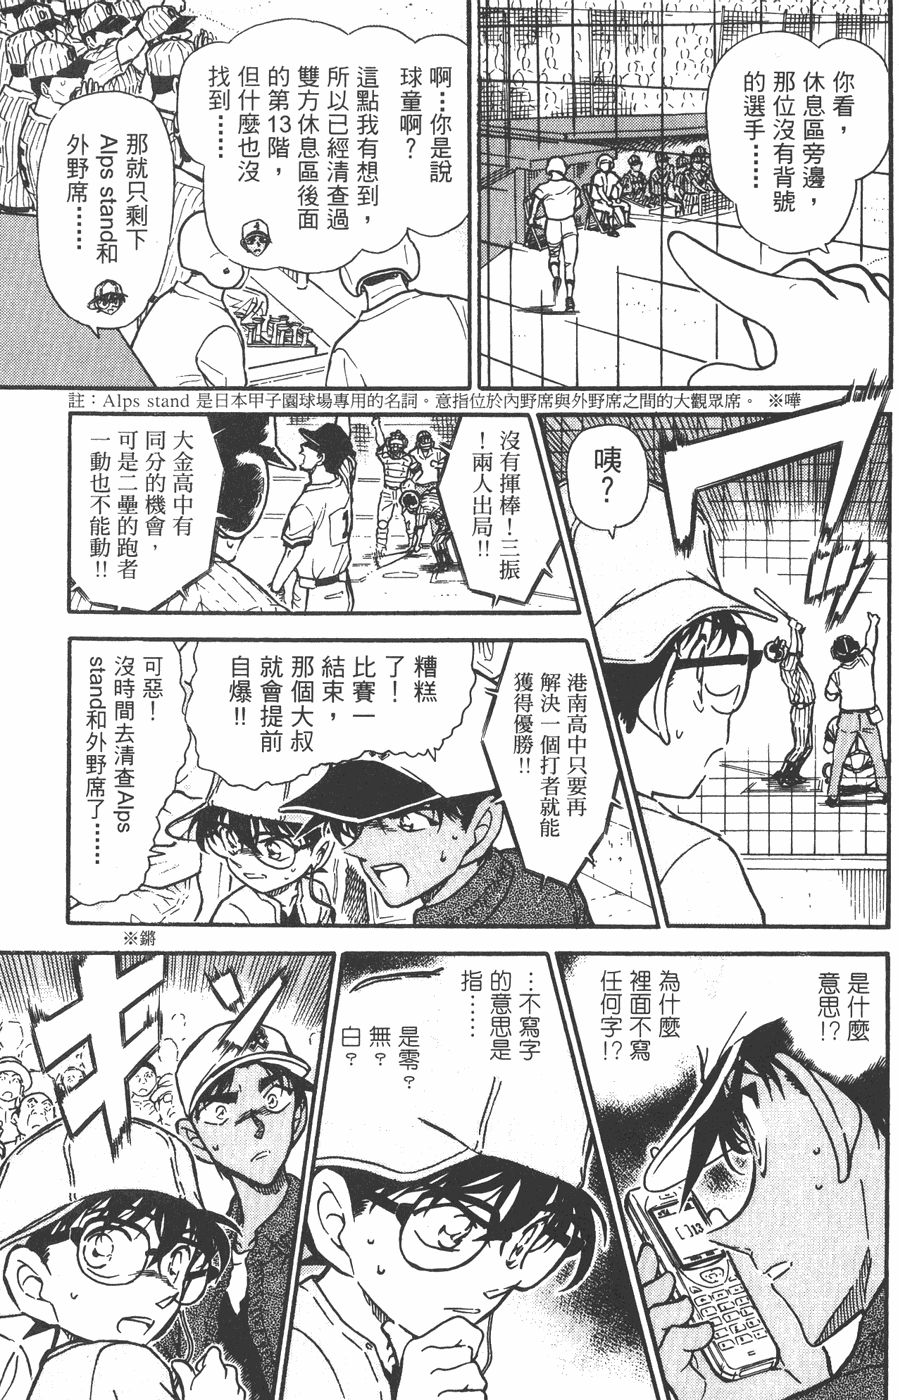 你看，
休息區旁邊，
那位沒有背號
的選手……
啊…你是說
球童啊？
這點我有想到，
所以已經清查過
雙方休息區後面
的第13階，
但什麼也沒
找到……
那就只剩下
Alps stand和
外野席……
註：Alps stand 是日本甲子園球場專用的名詞。意指位於內野席與外野席之間的大觀眾席。 ※嘩
咦？
沒有揮棒！三振
！兩人出局!!
大金高中有
同分的機會，
可是二壘的跑者
一動也不能動!!
港南高中只要再
解決一個打者就能
獲得優勝!!
糟糕
了！
比賽一
結束，
那個大叔
就會提前
自爆!!
可惡！
沒時間去清查Alps
stand和外野席了……
※鏘
是什麼
意思!?
為什麼
裡面不寫
任何字!?
[ ]13
…不寫字
的意思是
指……
是零？
無？
白？
キン